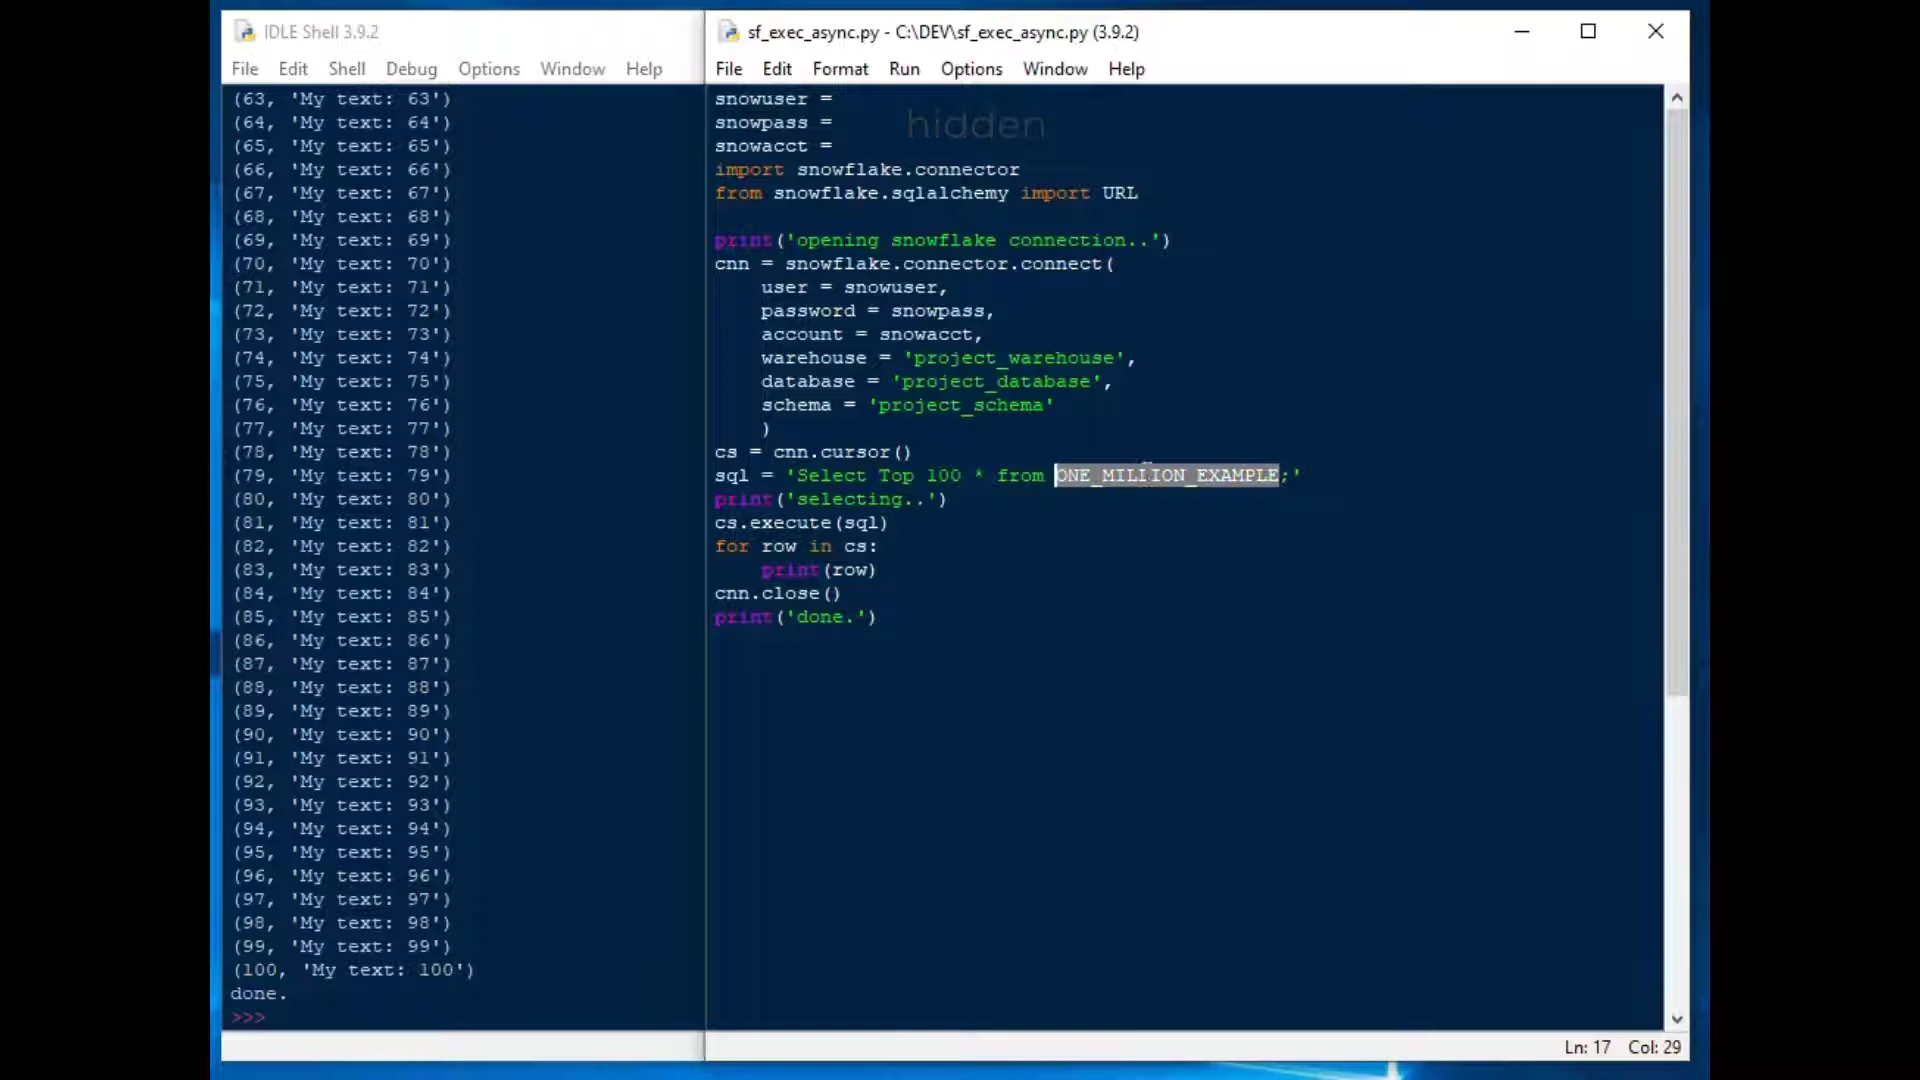 IDLE Shell 3.9.2
File Edit Shell Debug Options Window Help
(63, 'My text: 63')
(64, 'My text: 64')
(65, 'My text: 65')
(66, 'My text: 66')
(67, 'My text: 67')
(68, 'My text: 68')
(69, 'My text: 69')
(70, 'My text: 70')
(71, 'My text: 71')
(72, 'My text: 72')
(73, 'My text: 73')
(74, 'My text: 74')
(75, 'My text: 75')
(76, 'My text: 76')
(77, 'My text: 77')
(78, 'My text: 78')
(79, 'My text: 79')
(80, 'My text: 80')
(81, 'My text: 81')
(82, 'My text: 82')
(83, 'My text: 83')
(84, 'My text: 84')
(85, 'My text: 85')
(86, 'My text: 86')
(87, 'My text: 87')
(88, 'My text: 88')
(89, 'My text: 89')
(90, 'My text: 90')
(91, 'My text: 91')
(92, 'My text: 92')
(93, 'My text: 93')
(94, 'My text: 94')
(95, 'My text: 95')
(96, 'My text: 96')
(97, 'My text: 97')
(98, 'My text: 98')
(99, 'My text: 99')
(100, 'My text: 100')
done.
>>>
sf_exec_async.py - C:\DEV\sf_exec_async.py (3.9.2)
File Edit Format Run Options Window Help
snowuser =
snowpass =
hidden
snowacct =
import snowflake.connector
from snowflake.sqlalchemy import URL
print('opening snowflake connection..')
cnn = snowflake.connector.connect(
user = snowuser,
password = snowpass,
account = snowacct,
warehouse = 'project_warehouse',
database = 'project_database',
schema = 'project_schema'
)
cs = cnn.cursor()
sql = 'Select Top 100 * from ONE_MILLION_EXAMPLE;'
print('selecting..')
cs.execute(sql)
for row in cs:
print(row)
cnn.close()
print('done.')
Ln: 17 Col: 29